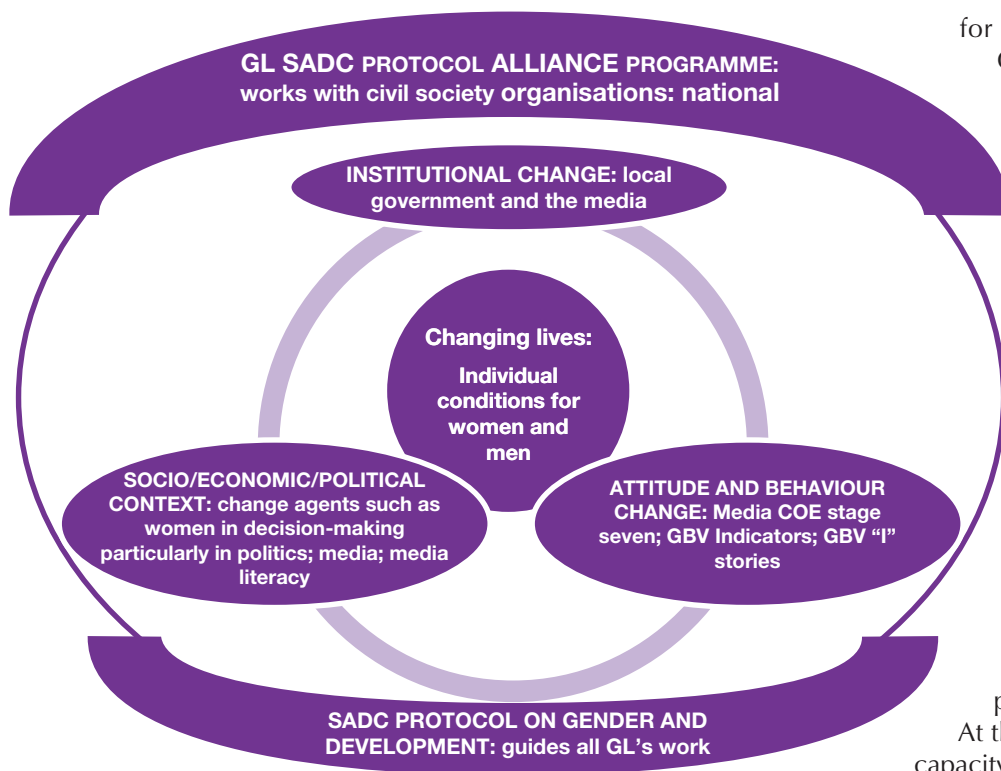 for
GL SADC PROTOCOL ALLIANCE PROGRAMME:
works with civil society organisations: national
INSTITUTIONAL CHANGE: local
government and the media
Changing lives:
Individual
conditions for
women and
men
SOCIO/ECONOMIC/POLITICAL
CONTEXT: change agents such as
women in decision-making
particularly in politics; media; media
literacy
ATTITUDE AND BEHAVIOUR
CHANGE: Media COE stage
seven; GBV Indicators; GBV “I”
stories
SADC PROTOCOL ON GENDER AND
DEVELOPMENT: guides all GL’s work
At th
capacity